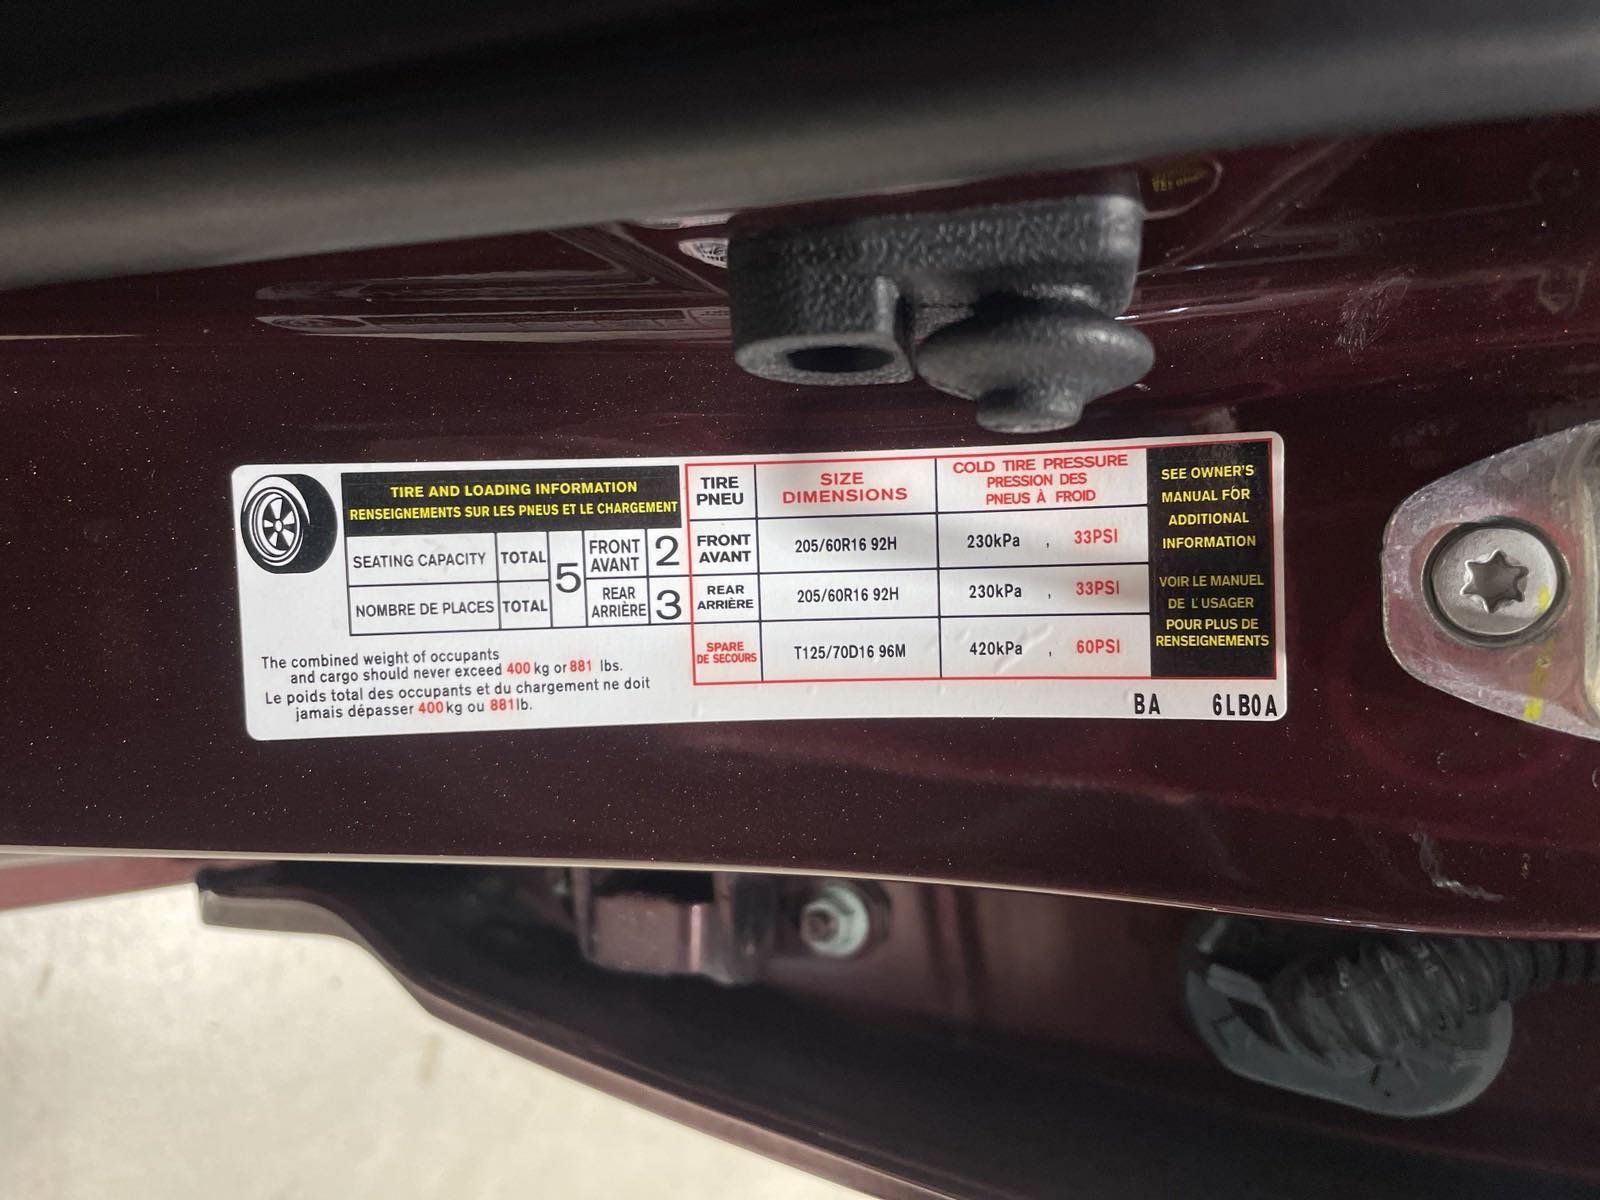 TIRE AND LOADING INFORMATION
RENSEIGNEMENTS SUR LES PNEUS ET LE CHARGEMENT
SEATING CAPACITY TOTAL
NOMBRE DE PLACES TOTAL
5
FRONT
AVANT 2
REAR
ARRIÈRE 3
The combined weight of occupants
and cargo should never exceed 400 kg or 881 lbs.
Le poids total des occupants et du chargement ne doit
jamais dépasser 400 kg ou 881 lb.
TIRE
PNEU
SIZE
DIMENSIONS
COLD TIRE PRESSURE
PRESSION DES
PNEUS À FROID
FRONT
AVANT
205/60R16 92H 230kPa , 33PSI
REAR
ARRIÈRE
205/60R16 92H 230kPa , 33PSI
SPARE
DE SECOURS
T125/70D16 96M 420kPa , 60PSI
SEE OWNER'S
MANUAL FOR
ADDITIONAL
INFORMATION
VOIR LE MANUEL
DE L'USAGER
POUR PLUS DE
RENSEIGNEMENTS
BA 6LB0A